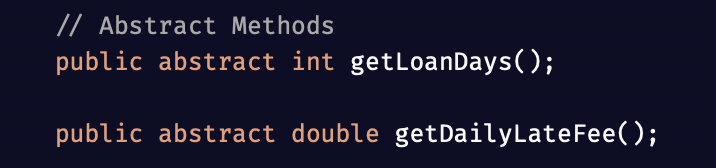 // Abstract Methods
public abstract int getLoanDays();
public abstract double getDailyLateFee();